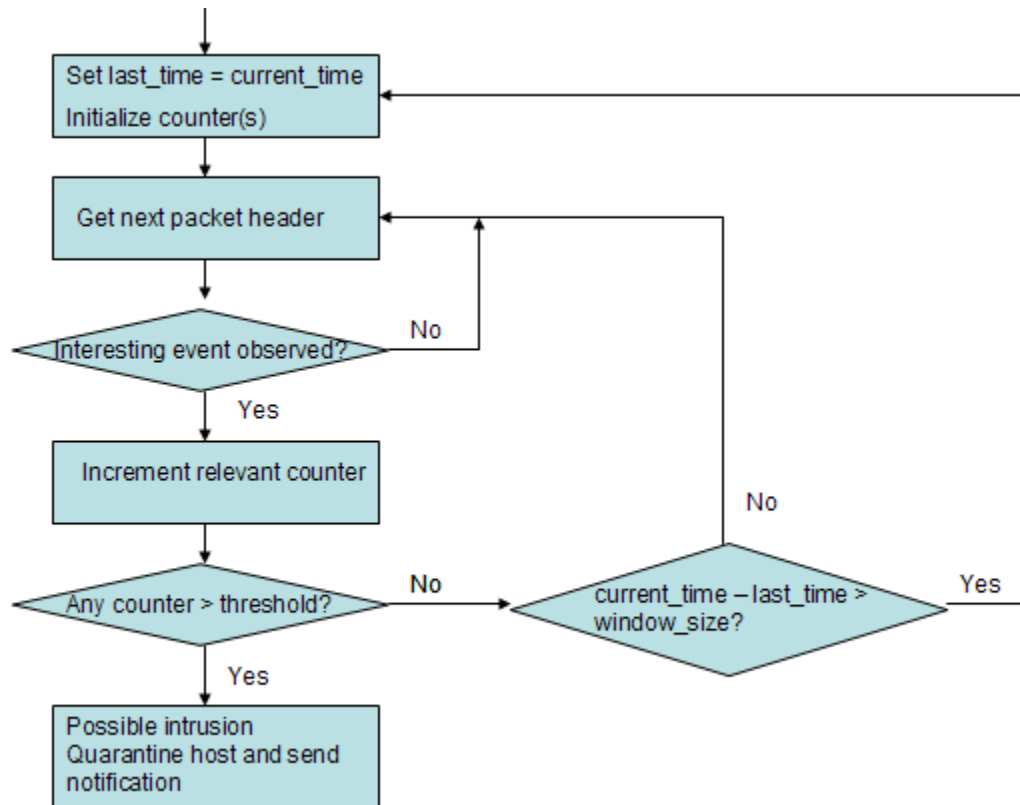 Set last_time = current_time
Initialize counter(s)
Get next packet header
Interesting event observed?
No
Yes
Increment relevant counter
Any counter > threshold?
No
current_time – last_time >
window_size?
No
Yes
Yes
Possible intrusion
Quarantine host and send
notification